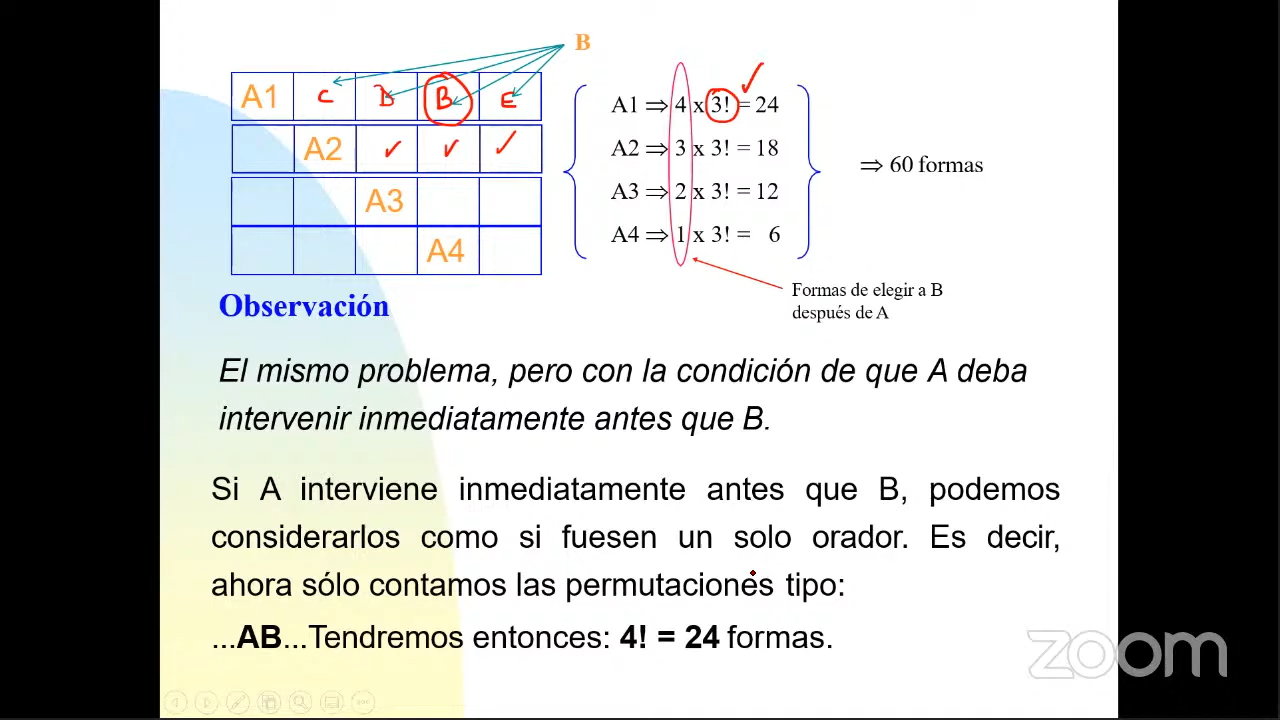 B
A1 C D B E
A2 ✓ ✓ ✓
A3
A4
A1 ⇒ 4 x 3! = 24 ✓
A2 ⇒ 3 x 3! = 18
A3 ⇒ 2 x 3! = 12
A4 ⇒ 1 x 3! = 6
⇒ 60 formas
Formas de elegir a B
después de A
Observación
El mismo problema, pero con la condición de que A deba
intervenir inmediatamente antes que B.
Si A interviene inmediatamente antes que B, podemos
considerarlos como si fuesen un solo orador. Es decir,
ahora sólo contamos las permutaciones tipo:
...AB...Tendremos entonces: 4! = 24 formas.
zoom